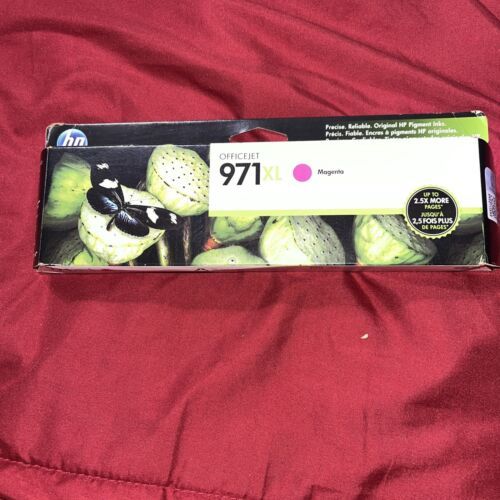 hp
Precise. Reliable. Original HP Pigment Inks.
Précis. Fiable. Encres à pigments HP originales.
OFFICEJET
971XL
Magenta
UP TO
2.5X MORE
PAGES*
JUSQU'À
2,5 FOIS PLUS
DE PAGES*